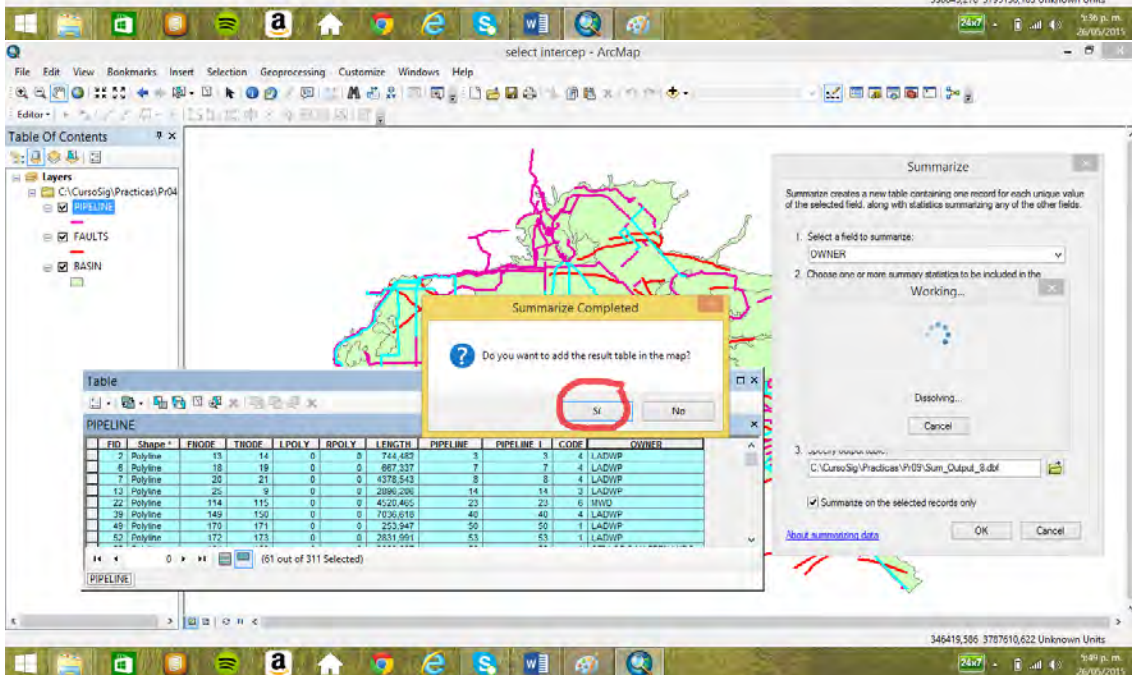 5:36 p. m.
24x7
26/05/2015
select intercep - ArcMap
File Edit View Bookmarks Insert Selection Geoprocessing Customize Windows Help
Editor
Table Of Contents
Layers
C:\CursoSig\Practicas\Pr04
PIPELINE
FAULTS
BASIN
Summarize
Summarize creates a new table containing one record for each unique value
of the selected field, along with statistics summarizing any of the other fields.
1. Select a field to summarize:
OWNER
2. Choose one or more summary statistics to be included in the
Working...
Dissolving...
Cancel
3.
C:\CursoSig\Practicas\Pr09\Sum_Output_8.dbf
Summarize on the selected records only
About summarizing data
OK Cancel
Summarize Completed
Do you want to add the result table in the map?
Sí No
Table
PIPELINE
FID Shape * FNODE TNODE LPOLY RPOLY LENGTH PIPELINE PIPELINE_I CODE OWNER
2 Polyline 13 14 0 0 744,482 3 3 4 LADWP
6 Polyline 18 19 0 0 667,337 7 7 4 LADWP
7 Polyline 20 21 0 0 4378,543 8 8 4 LADWP
13 Polyline 25 9 0 0 2096,206 14 14 3 LADWP
22 Polyline 114 115 0 0 4520,465 23 23 6 MWD
39 Polyline 149 150 0 0 7036,618 40 40 4 LADWP
49 Polyline 170 171 0 0 253,947 50 50 1 LADWP
52 Polyline 172 173 0 0 2831,991 53 53 1 LADWP
0 (61 out of 311 Selected)
PIPELINE
346419,586 3787610,622 Unknown Units
24x7
5:49 p. m.
26/05/2015